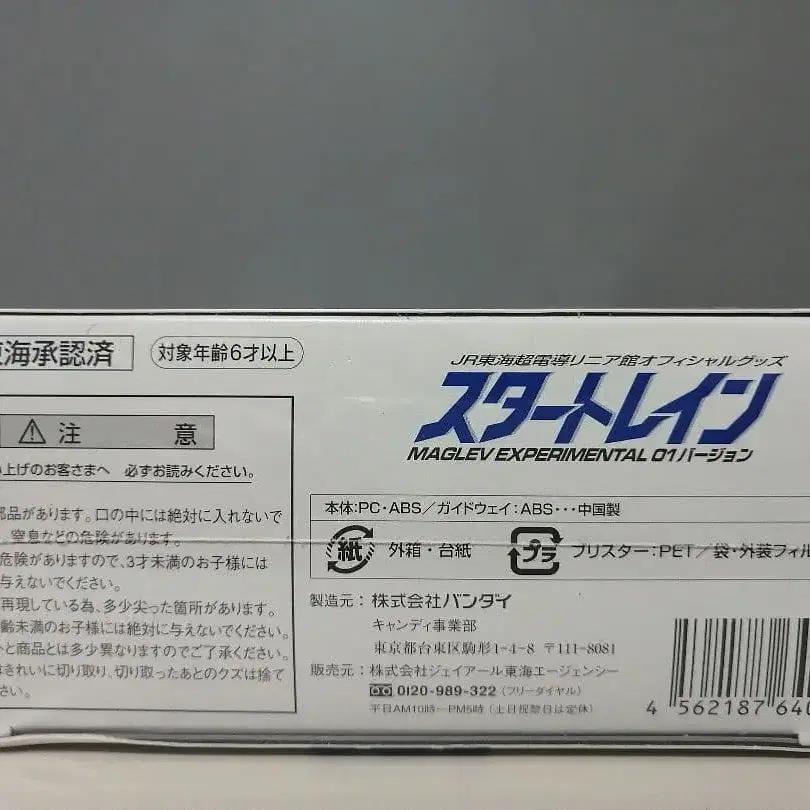 海承認済
対象年齢6才以上
⚠注 意
上げのお客さまへ 必ずお読みください。
部品があります。口の中には絶対に入れないで
。窒息などの危険があります。
危険がありますので、3才未満のお子様には
与えないでください。
再現している為、多少尖った箇所があります。
齢未満のお子様には絶対に与えないでください。
と商品とは多少異なりますのでご了承ください。
きれいに切り取り、切り取ったあとのクズは捨て
さい。
JR東海超電導リニア館オフィシャルグッズ
スタートレイン
MAGLEV EXPERIMENTAL 01バージョン
本体:PC・ABS/ガイドウェイ:ABS・・・中国製
紙 外箱・台紙 プラ ブリスター:PET/袋・外装フィル
製造元:株式会社バンダイ
キャンディ事業部
東京都台東区駒形1-4-8 〒111-8081
販売元:株式会社ジェイアール東海エージェンシー
0120-989-322(フリーダイヤル)
平日AM10時〜PM5時(土日祝祭日は定休)
4 562187 640